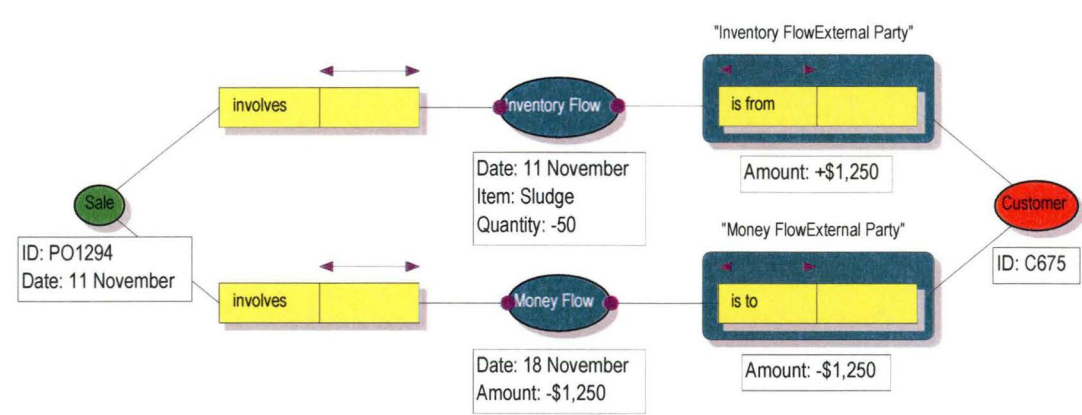 "Inventory FlowExternal Party"
involves
Inventory Flow
is from
Date: 11 November
Item: Sludge
Quantity: -50
Amount: +$1,250
Sale
Customer
ID: PO1294
Date: 11 November
"Money FlowExternal Party"
ID: C675
involves
Money Flow
is to
Date: 18 November
Amount: -$1,250
Amount: -$1,250